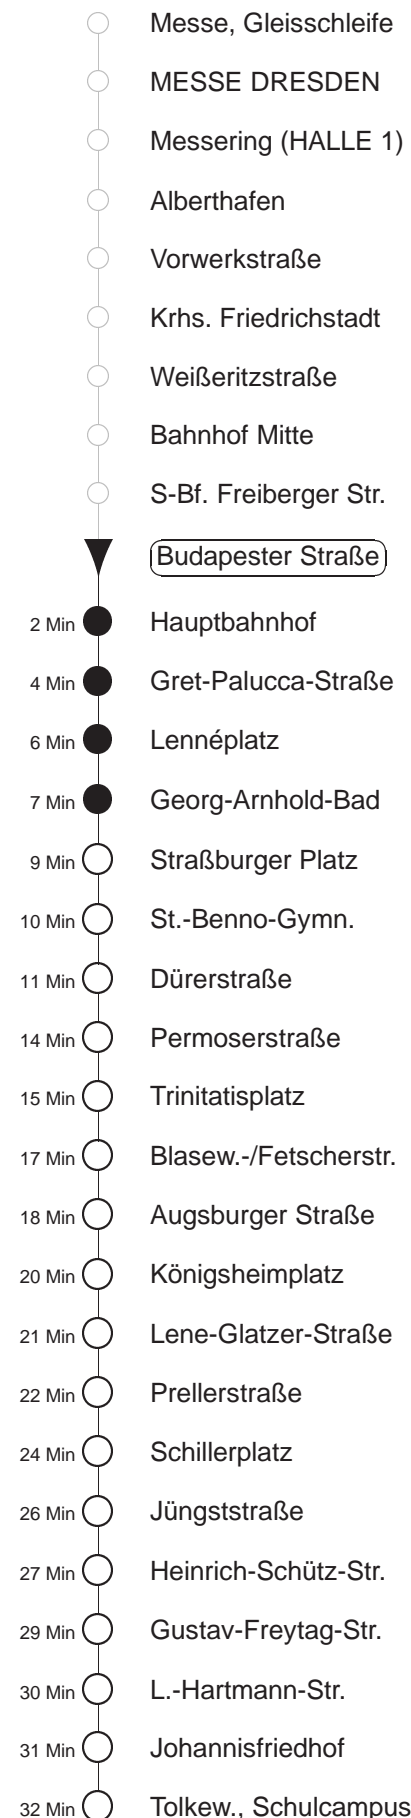 Messe, Gleisschleife
MESSE DRESDEN
Messering (HALLE 1)
Alberthafen
Vorwerkstraße
Krhs. Friedrichstadt
Weißeritzstraße
Bahnhof Mitte
S-Bf. Freiberger Str.
Budapester Straße
2 Min Hauptbahnhof
4 Min Gret-Palucca-Straße
6 Min Lennéplatz
7 Min Georg-Arnhold-Bad
9 Min Straßburger Platz
10 Min St.-Benno-Gymn.
11 Min Dürerstraße
14 Min Permoserstraße
15 Min Trinitatisplatz
17 Min Blasew.-/Fetscherstr.
18 Min Augsburger Straße
20 Min Königsheimplatz
21 Min Lene-Glatzer-Straße
22 Min Prellerstraße
24 Min Schillerplatz
26 Min Jüngststraße
27 Min Heinrich-Schütz-Str.
29 Min Gustav-Freytag-Str.
30 Min L.-Hartmann-Str.
31 Min Johannisfriedhof
32 Min Tolkew., Schulcampus